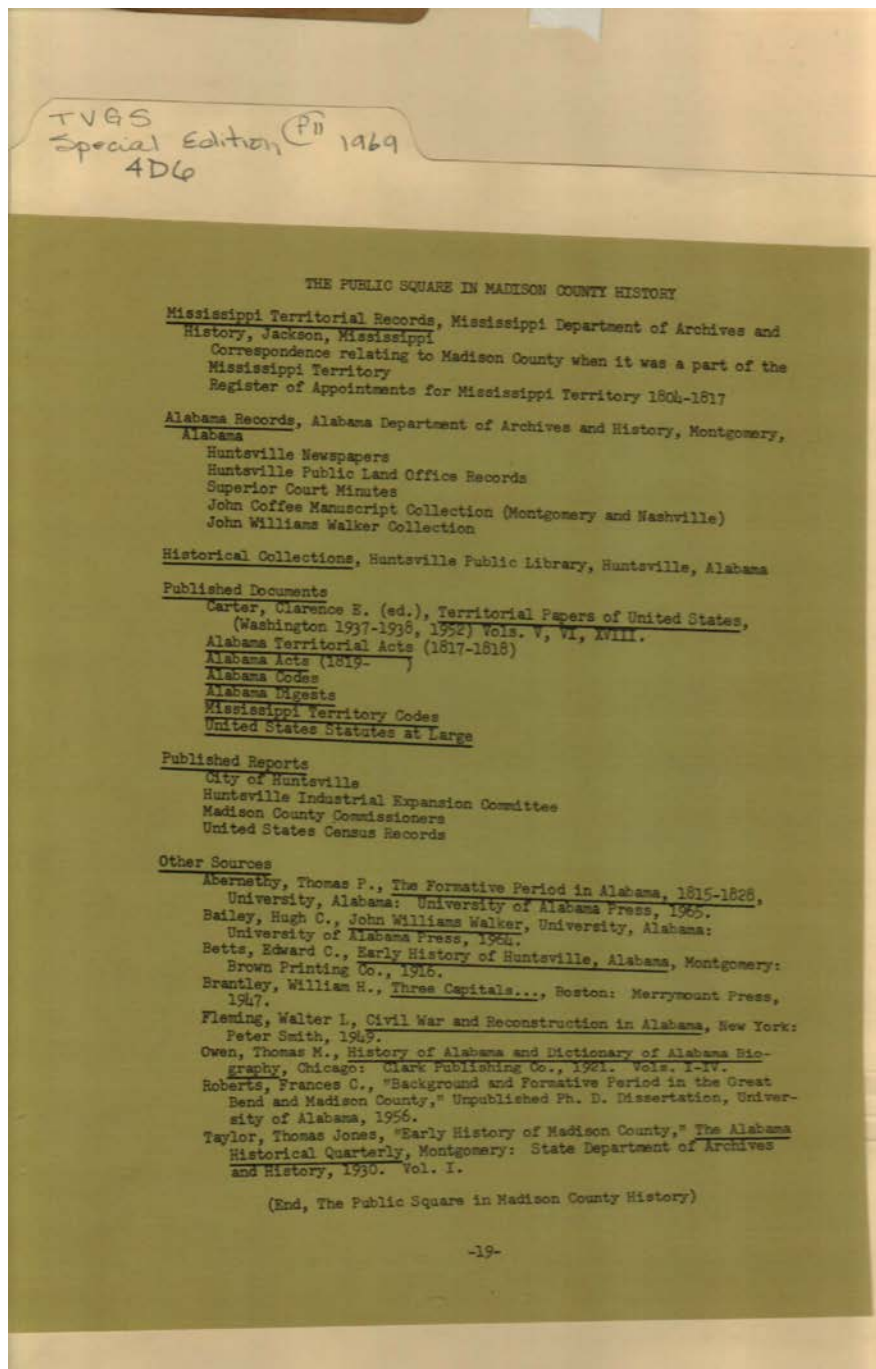 TVGS
Special Edition P11 1969
4D6
THE PUBLIC SQUARE IN MADISON COUNTY HISTORY
Mississippi Territorial Records, Mississippi Department of Archives and
History, Jackson, Mississippi
Correspondence relating to Madison County when it was a part of the
Mississippi Territory
Register of Appointments for Mississippi Territory 1804-1817
Alabama Records, Alabama Department of Archives and History, Montgomery,
Alabama
Huntsville Newspapers
Huntsville Public Land Office Records
Superior Court Minutes
John Coffee Manuscript Collection (Montgomery and Nashville)
John Williams Walker Collection
Historical Collections, Huntsville Public Library, Huntsville, Alabama
Published Documents
Carter, Clarence E. (ed.), Territorial Papers of United States,
(Washington 1937-1938, 1952) Vols. V, VI, XVIII.
Alabama Territorial Acts (1817-1818)
Alabama Acts (1819-    )
Alabama Codes
Alabama Digests
Mississippi Territory Codes
United States Statutes at Large
Published Reports
City of Huntsville
Huntsville Industrial Expansion Committee
Madison County Commissioners
United States Census Records
Other Sources
Abernethy, Thomas P., The Formative Period in Alabama, 1815-1828,
University, Alabama: University of Alabama Press, 1965.
Bailey, Hugh C., John Williams Walker, University, Alabama:
University of Alabama Press, 1964.
Betts, Edward C., Early History of Huntsville, Alabama, Montgomery:
Brown Printing Co., 1916.
Brantley, William H., Three Capitals..., Boston: Merrymount Press,
1947.
Fleming, Walter L, Civil War and Reconstruction in Alabama, New York:
Peter Smith, 1949.
Owen, Thomas M., History of Alabama and Dictionary of Alabama Bio-
graphy, Chicago: Clark Publishing Co., 1921. Vols. I-IV.
Roberts, Frances C., "Background and Formative Period in the Great
Bend and Madison County," Unpublished Ph. D. Dissertation, Univer-
sity of Alabama, 1956.
Taylor, Thomas Jones, "Early History of Madison County," The Alabama
Historical Quarterly, Montgomery: State Department of Archives
and History, 1930. Vol. I.
(End, The Public Square in Madison County History)
-19-